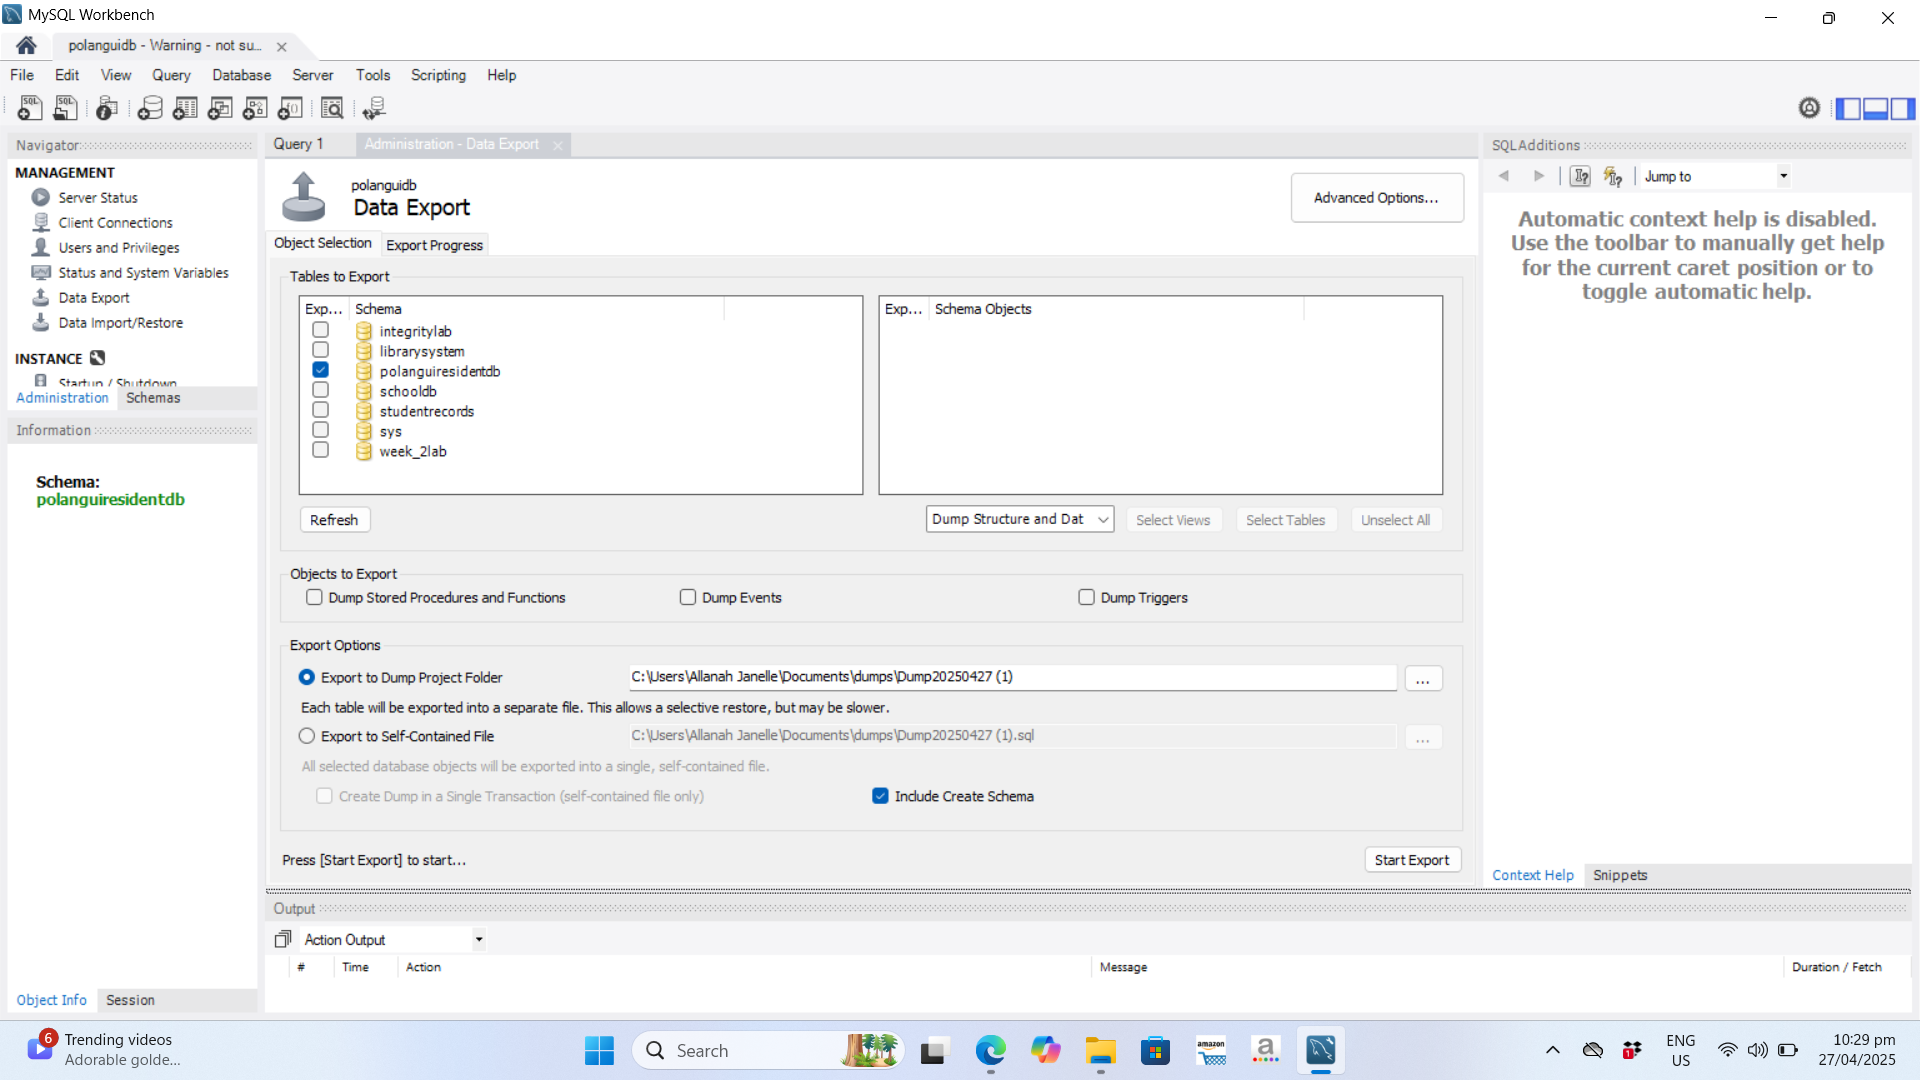 MySQL Workbench
polanguidb - Warning - not su...
File Edit View Query Database Server Tools Scripting Help
Navigator
MANAGEMENT
Server Status
Client Connections
Users and Privileges
Status and System Variables
Data Export
Data Import/Restore
INSTANCE
Startup / Shutdown
Administration Schemas
Information
Schema:
polanguiresidentdb
Object Info Session
Query 1 Administration - Data Export
polanguidb
Data Export
Advanced Options...
Object Selection Export Progress
Tables to Export
Exp... Schema
integritylab
librarysystem
polanguiresidentdb
schooldb
studentrecords
sys
week_2lab
Exp... Schema Objects
Refresh Dump Structure and Dat Select Views Select Tables Unselect All
Objects to Export
Dump Stored Procedures and Functions Dump Events Dump Triggers
Export Options
Export to Dump Project Folder C:\Users\Allanah Janelle\Documents\dumps\Dump20250427 (1) ...
Each table will be exported into a separate file. This allows a selective restore, but may be slower.
Export to Self-Contained File C:\Users\Allanah Janelle\Documents\dumps\Dump20250427 (1).sql ...
All selected database objects will be exported into a single, self-contained file.
Create Dump in a Single Transaction (self-contained file only) Include Create Schema
Press [Start Export] to start... Start Export
SQLAdditions
Jump to
Automatic context help is disabled.
Use the toolbar to manually get help
for the current caret position or to
toggle automatic help.
Context Help Snippets
Output
Action Output
# Time Action Message Duration / Fetch
6 Trending videos
Adorable golde...
Search
amazon
a
1
ENG
US
10:29 pm
27/04/2025